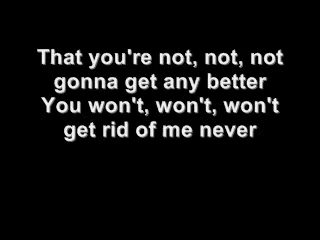 That you're not, not, not
gonna get any better
You won't, won't, won't
get rid of me never